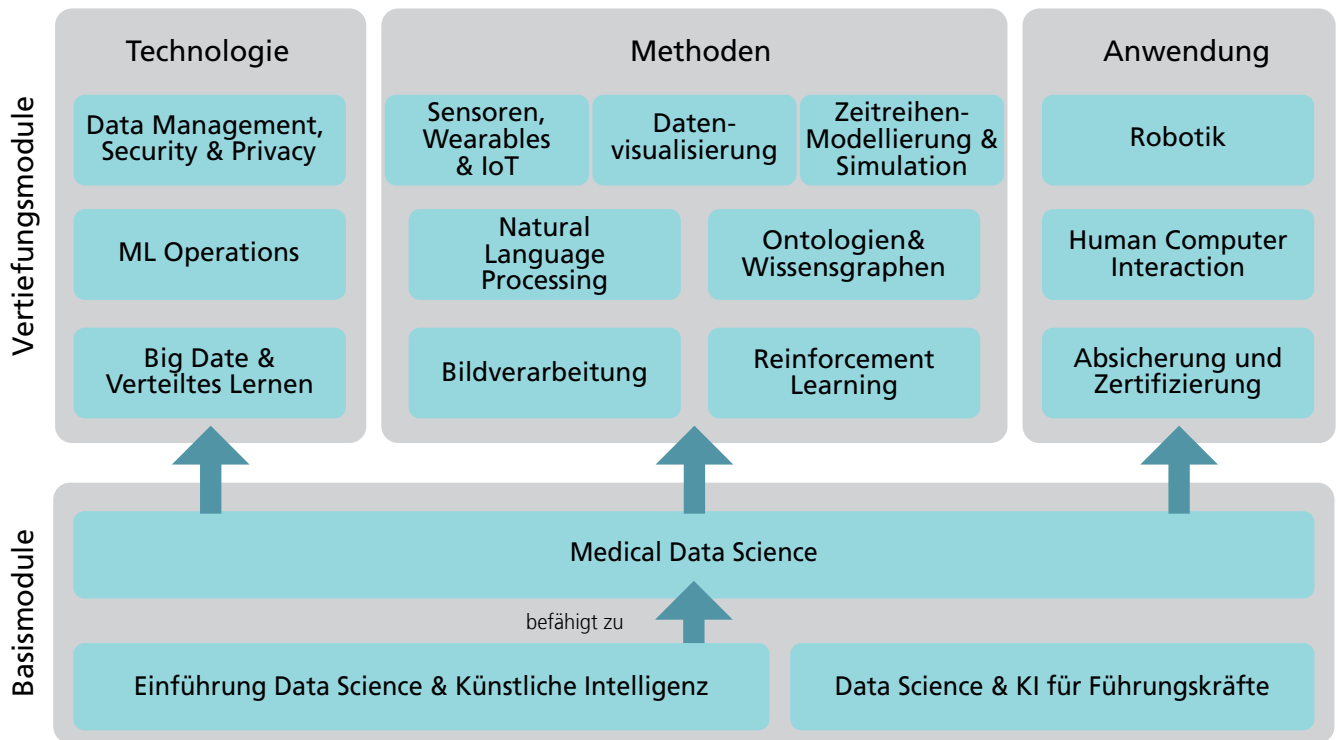 Vertiefungsmodule
Technologie
Data Management,
Security & Privacy
ML Operations
Big Date &
Verteiltes Lernen
Methoden
Sensoren,
Wearables
& IoT
Daten-
visualisierung
Zeitreihen-
Modellierung &
Simulation
Natural
Language
Processing
Ontologien&
Wissensgraphen
Bildverarbeitung
Reinforcement
Learning
Anwendung
Robotik
Human Computer
Interaction
Absicherung und
Zertifizierung
Basismodule
Medical Data Science
befähigt zu
Einführung Data Science & Künstliche Intelligenz
Data Science & KI für Führungskräfte